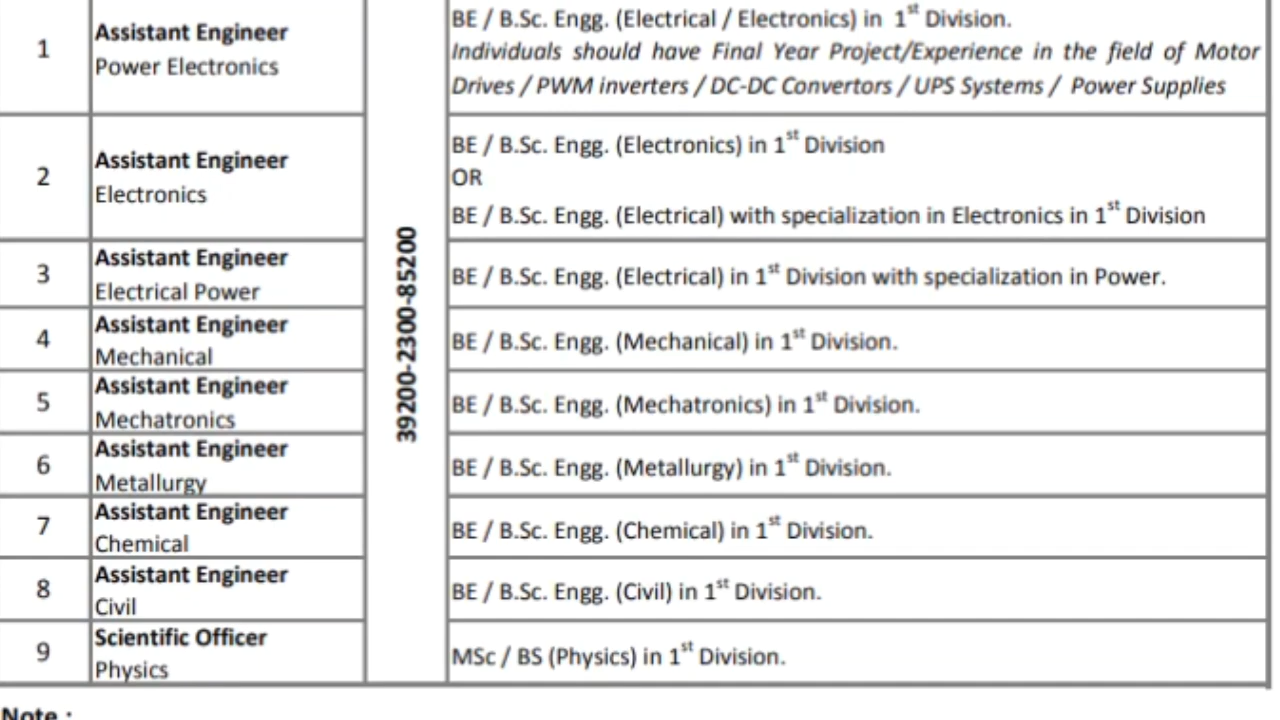 1
Assistant Engineer
Power Electronics
BE / B.Sc. Engg. (Electrical / Electronics) in 1st Division.
Individuals should have Final Year Project/Experience in the field of Motor
Drives / PWM inverters / DC-DC Convertors / UPS Systems / Power Supplies
2
Assistant Engineer
Electronics
BE / B.Sc. Engg. (Electronics) in 1st Division
OR
BE / B.Sc. Engg. (Electrical) with specialization in Electronics in 1st Division
39200-2300-85200
3
Assistant Engineer
Electrical Power
BE / B.Sc. Engg. (Electrical) in 1st Division with specialization in Power.
4
Assistant Engineer
Mechanical
BE / B.Sc. Engg. (Mechanical) in 1st Division.
5
Assistant Engineer
Mechatronics
BE / B.Sc. Engg. (Mechatronics) in 1st Division.
6
Assistant Engineer
Metallurgy
BE / B.Sc. Engg. (Metallurgy) in 1st Division.
7
Assistant Engineer
Chemical
BE / B.Sc. Engg. (Chemical) in 1st Division.
8
Assistant Engineer
Civil
BE / B.Sc. Engg. (Civil) in 1st Division.
9
Scientific Officer
Physics
MSc / BS (Physics) in 1st Division.
Note :